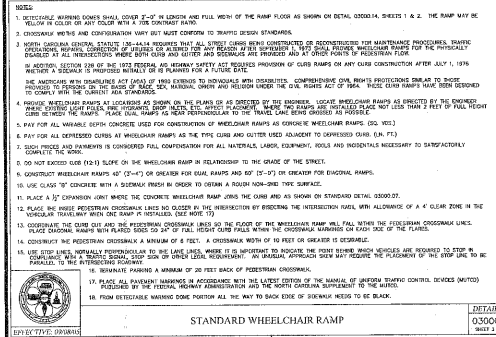 NOTES:
1. DETECTABLE WARNING DOMES SHALL COVER 2'-0" IN LENGTH AND FULL WIDTH OF THE RAMP FLOOR AS SHOWN ON DETAIL 03000.14, SHEETS 1 & 2. THE RAMP MAY BE
YELLOW IN COLOR OR ANY COLOR WITH A 70% CONTRAST RATIO.
2. CROSSWALK WIDTHS AND CONFIGURATION VARY BUT MUST CONFORM TO TRAFFIC DESIGN STANDARDS.
3. NORTH CAROLINA GENERAL STATUTE 136-44.14 REQUIRES THAT ALL STREET CURBS BEING CONSTRUCTED OR RECONSTRUCTED FOR MAINTENANCE PROCEDURES, TRAFFIC
OPERATIONS, REPAIRS, CORRECTION OF UTILITIES OR ALTERED FOR ANY REASON AFTER SEPTEMBER 1, 1973 SHALL PROVIDE WHEELCHAIR RAMPS FOR THE PHYSICALLY
DISABLED AT ALL INTERSECTIONS WHERE BOTH CURB AND GUTTER AND SIDEWALKS ARE PROVIDED AND AT OTHER POINTS OF PEDESTRIAN FLOW.
IN ADDITION, SECTION 228 OF THE 1973 FEDERAL AID HIGHWAY SAFETY ACT REQUIRES PROVISION OF CURB RAMPS ON ANY CURB CONSTRUCTION AFTER JULY 1, 1976
WHETHER A SIDEWALK IS PROPOSED INITIALLY OR IS PLANNED FOR A FUTURE DATE.
THE AMERICANS WITH DISABILITIES ACT (ADA) OF 1990 EXTENDS TO INDIVIDUALS WITH DISABILITIES, COMPREHENSIVE CIVIL RIGHTS PROTECTIONS SIMILAR TO THOSE
PROVIDED TO PERSONS ON THE BASIS OF RACE, SEX, NATIONAL ORIGIN AND RELIGION UNDER THE CIVIL RIGHTS ACT OF 1964. THESE CURB RAMPS HAVE BEEN DESIGNED
TO COMPLY WITH THE CURRENT ADA STANDARDS.
4. PROVIDE WHEELCHAIR RAMPS AT LOCATIONS AS SHOWN ON THE PLANS OR AS DIRECTED BY THE ENGINEER. LOCATE WHEELCHAIR RAMPS AS DIRECTED BY THE ENGINEER
WHERE EXISTING LIGHT POLES, FIRE HYDRANTS, DROP INLETS, ETC. AFFECT PLACEMENT. WHERE TWO RAMPS ARE INSTALLED PLACE NOT LESS THAN 2 FEET OF FULL HEIGHT
CURB BETWEEN THE RAMPS. PLACE DUAL RAMPS AS NEAR PERPENDICULAR TO THE TRAVEL LANE BEING CROSSED AS POSSIBLE.
5. PAY FOR ALL VARIABLE DEPTH CONCRETE USED FOR CONSTRUCTION OF WHEELCHAIR RAMPS AS CONCRETE WHEELCHAIR RAMPS. (SQ. YDS.)
6. PAY FOR ALL DEPRESSED CURBS AT WHEELCHAIR RAMPS AS THE TYPE CURB AND GUTTER USED ADJACENT TO DEPRESSED CURB. (LN. FT.)
7. SUCH PRICES AND PAYMENTS IS CONSIDERED FULL COMPENSATION FOR ALL MATERIALS, LABOR, EQUIPMENT, TOOLS AND INCIDENTALS NECESSARY TO SATISFACTORILY
COMPLETE THE WORK.
8. DO NOT EXCEED 0.08 (12:1) SLOPE ON THE WHEELCHAIR RAMP IN RELATIONSHIP TO THE GRADE OF THE STREET.
9. CONSTRUCT WHEELCHAIR RAMPS 40" (3'-4") OR GREATER FOR DUAL RAMPS AND 60" (5'-0") OR GREATER FOR DIAGONAL RAMPS.
10. USE CLASS "B" CONCRETE WITH A SIDEWALK FINISH IN ORDER TO OBTAIN A ROUGH NON-SKID TYPE SURFACE.
11. PLACE A ½" EXPANSION JOINT WHERE THE CONCRETE WHEELCHAIR RAMP JOINS THE CURB AND AS SHOWN ON STANDARD DETAIL 03000.07.
12. PLACE THE INSIDE PEDESTRIAN CROSSWALK LINES NO CLOSER IN THE INTERSECTION BY BISECTING THE INTERSECTION RADII, WITH ALLOWANCE OF A 4' CLEAR ZONE IN THE
VEHICULAR TRAVELWAY WHEN ONE RAMP IS INSTALLED. (SEE NOTE 17)
13. COORDINATE THE CURB CUT AND THE PEDESTRIAN CROSSWALK LINES SO THE FLOOR OF THE WHEELCHAIR RAMP WILL FALL WITHIN THE PEDESTRIAN CROSSWALK LINES.
PLACE DIAGONAL RAMPS WITH FLARED SIDES SO 24" OF FULL HEIGHT CURB FALLS WITHIN THE CROSSWALK MARKINGS ON EACH SIDE OF THE FLARES.
14. CONSTRUCT THE PEDESTRIAN CROSSWALK A MINIMUM OF 6 FEET. A CROSSWALK WIDTH OF 10 FEET OR GREATER IS DESIRABLE.
15. USE STOP LINES, NORMALLY PERPENDICULAR TO THE LANE LINES, WHERE IT IS IMPORTANT TO INDICATE THE POINT BEHIND WHICH VEHICLES ARE REQUIRED TO STOP IN
COMPLIANCE WITH A TRAFFIC SIGNAL, STOP SIGN OR OTHER LEGAL REQUIREMENT. AN UNUSUAL APPROACH SKEW MAY REQUIRE THE PLACEMENT OF THE STOP LINE TO BE
PARALLEL TO THE INTERSECTING ROADWAY.
16. TERMINATE PARKING A MINIMUM OF 20 FEET BACK OF PEDESTRIAN CROSSWALK.
17. PLACE ALL PAVEMENT MARKINGS IN ACCORDANCE WITH THE LATEST EDITION OF THE MANUAL OF UNIFORM TRAFFIC CONTROL DEVICES (MUTCD)
PUBLISHED BY THE FEDERAL HIGHWAY ADMINISTRATION AND THE NORTH CAROLINA SUPPLEMENT TO THE MUTCD.
18. FROM DETECTABLE WARNING DOME PORTION ALL THE WAY TO BACK EDGE OF SIDEWALK NEEDS TO BE BLACK.
STANDARD WHEELCHAIR RAMP
DETAIL
0300
SHEET 3
EFFECTIVE: 09/08/05